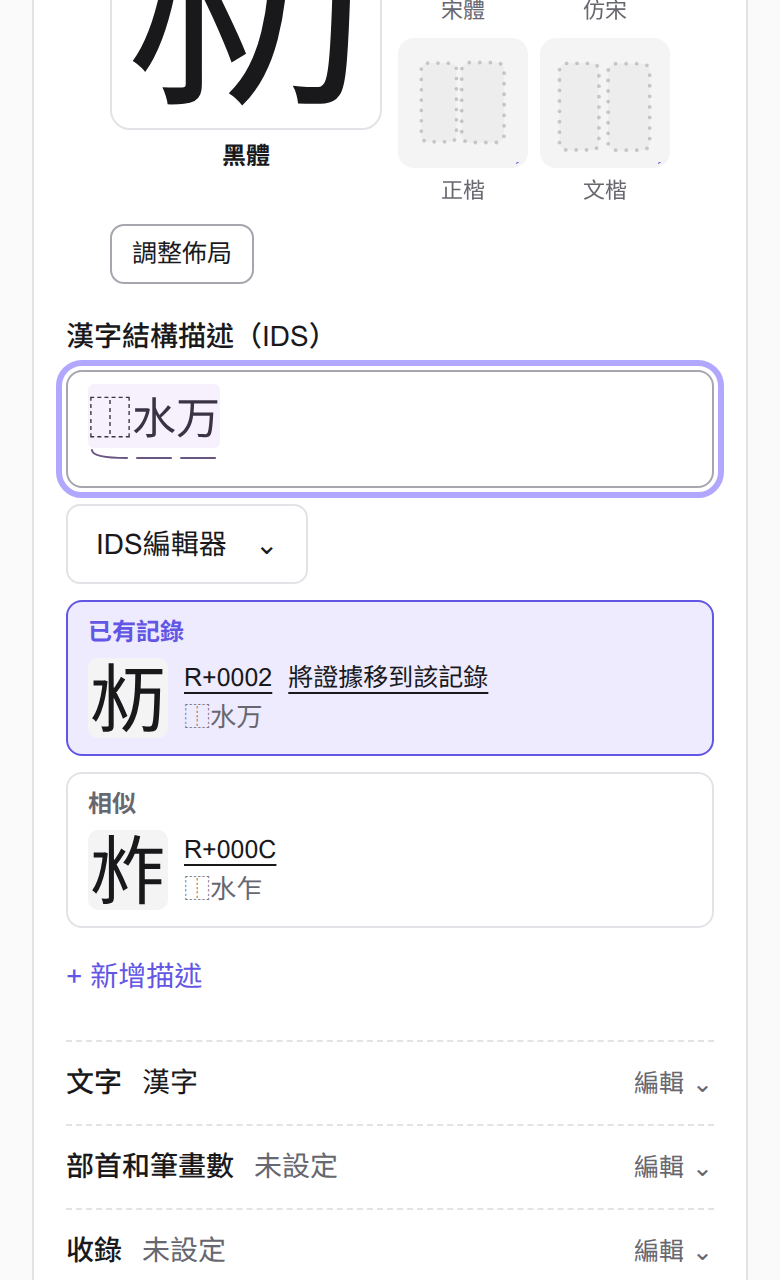 宋體 仿宋
黑體
正楷 文楷
調整佈局
漢字結構描述（IDS）
⿰水万
IDS編輯器
已有記錄
R+0002 將證據移到該記錄
⿰水万
相似
R+000C
⿰水乍
+ 新增描述
文字 漢字 編輯
部首和筆畫數 未設定 編輯
收錄 未設定 編輯